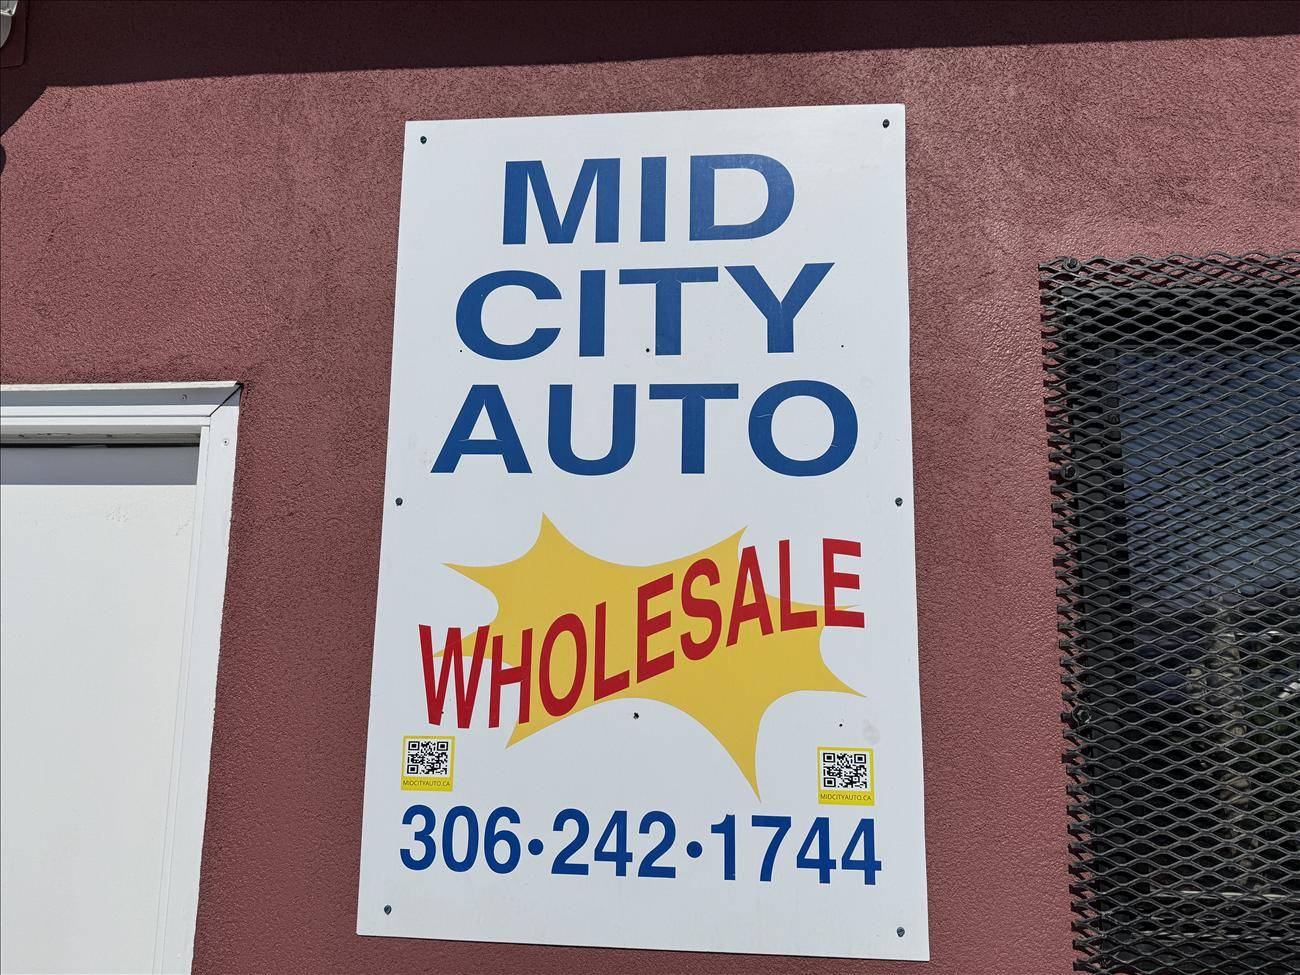 MID
CITY
AUTO
WHOLESALE
MIDCITYAUTO.CA
MIDCITYAUTO.CA
306•242•1744